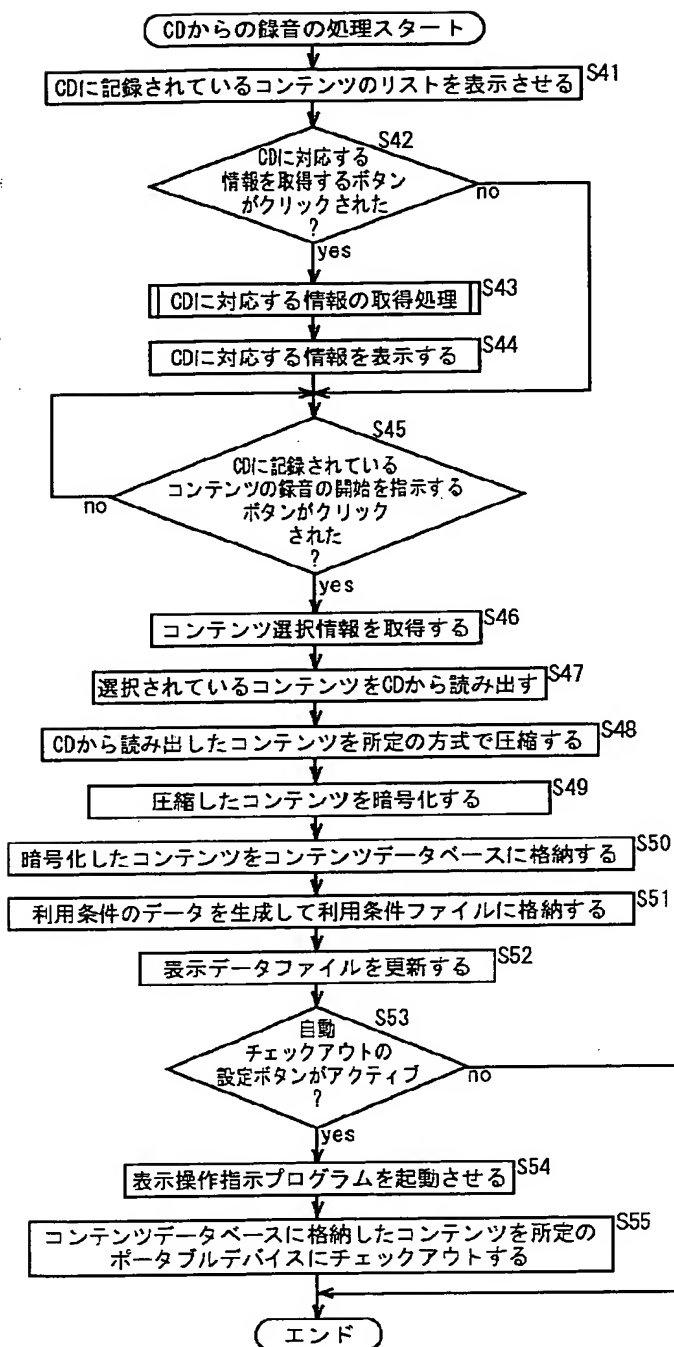 CDからの録音の処理スタート
CDに記録されているコンテンツのリストを表示させる
S41
S42
CDに対応する
情報を取得するボタン
がクリックされた
?
no
yes
CDに対応する情報の取得処理
S43
CDに対応する情報を表示する
S44
S45
CDに記録されている
コンテンツの録音の開始を指示する
ボタンがクリック
された
?
no
yes
コンテンツ選択情報を取得する
S46
選択されているコンテンツをCDから読み出す
S47
CDから読み出したコンテンツを所定の方式で圧縮する
S48
圧縮したコンテンツを暗号化する
S49
暗号化したコンテンツをコンテンツデータベースに格納する
S50
利用条件のデータを生成して利用条件ファイルに格納する
S51
表示データファイルを更新する
S52
S53
自動
チェックアウトの
設定ボタンがアクティブ
?
no
yes
表示操作指示プログラムを起動させる
S54
S55
コンテンツデータベースに格納したコンテンツを所定の
ポータブルデバイスにチェックアウトする
エンド